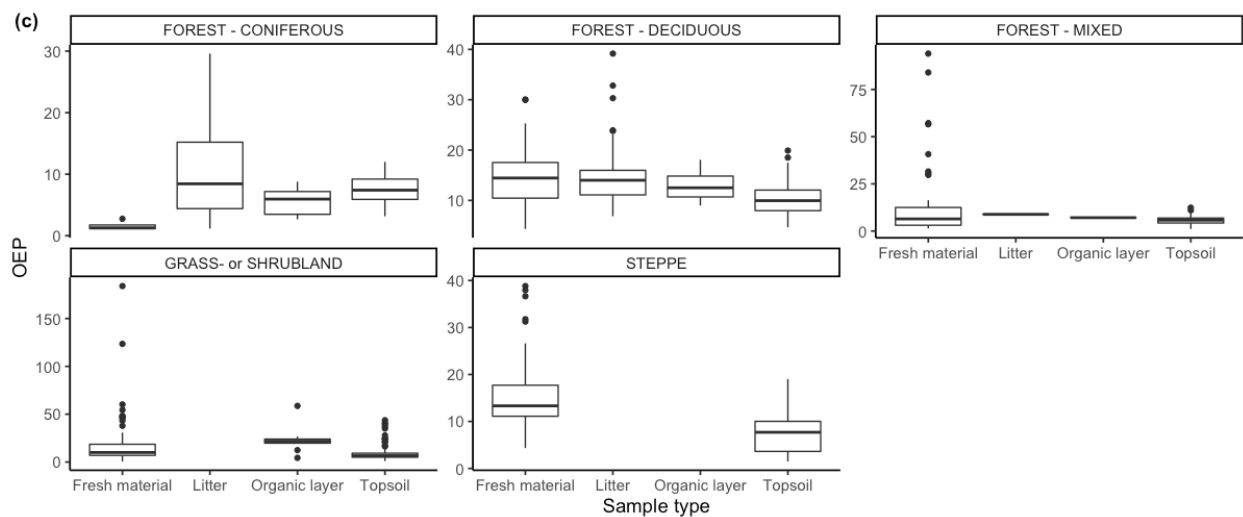 (c)
FOREST - CONIFEROUS
FOREST - DECIDUOUS
FOREST - MIXED
30
20
10
0
40
30
20
10
75
50
25
0
Fresh material Litter Organic layer Topsoil
OEP
GRASS- or SHRUBLAND
STEPPE
150
100
50
0
40
30
20
10
0
Fresh material Litter Organic layer Topsoil
Fresh material Litter Organic layer Topsoil
Sample type